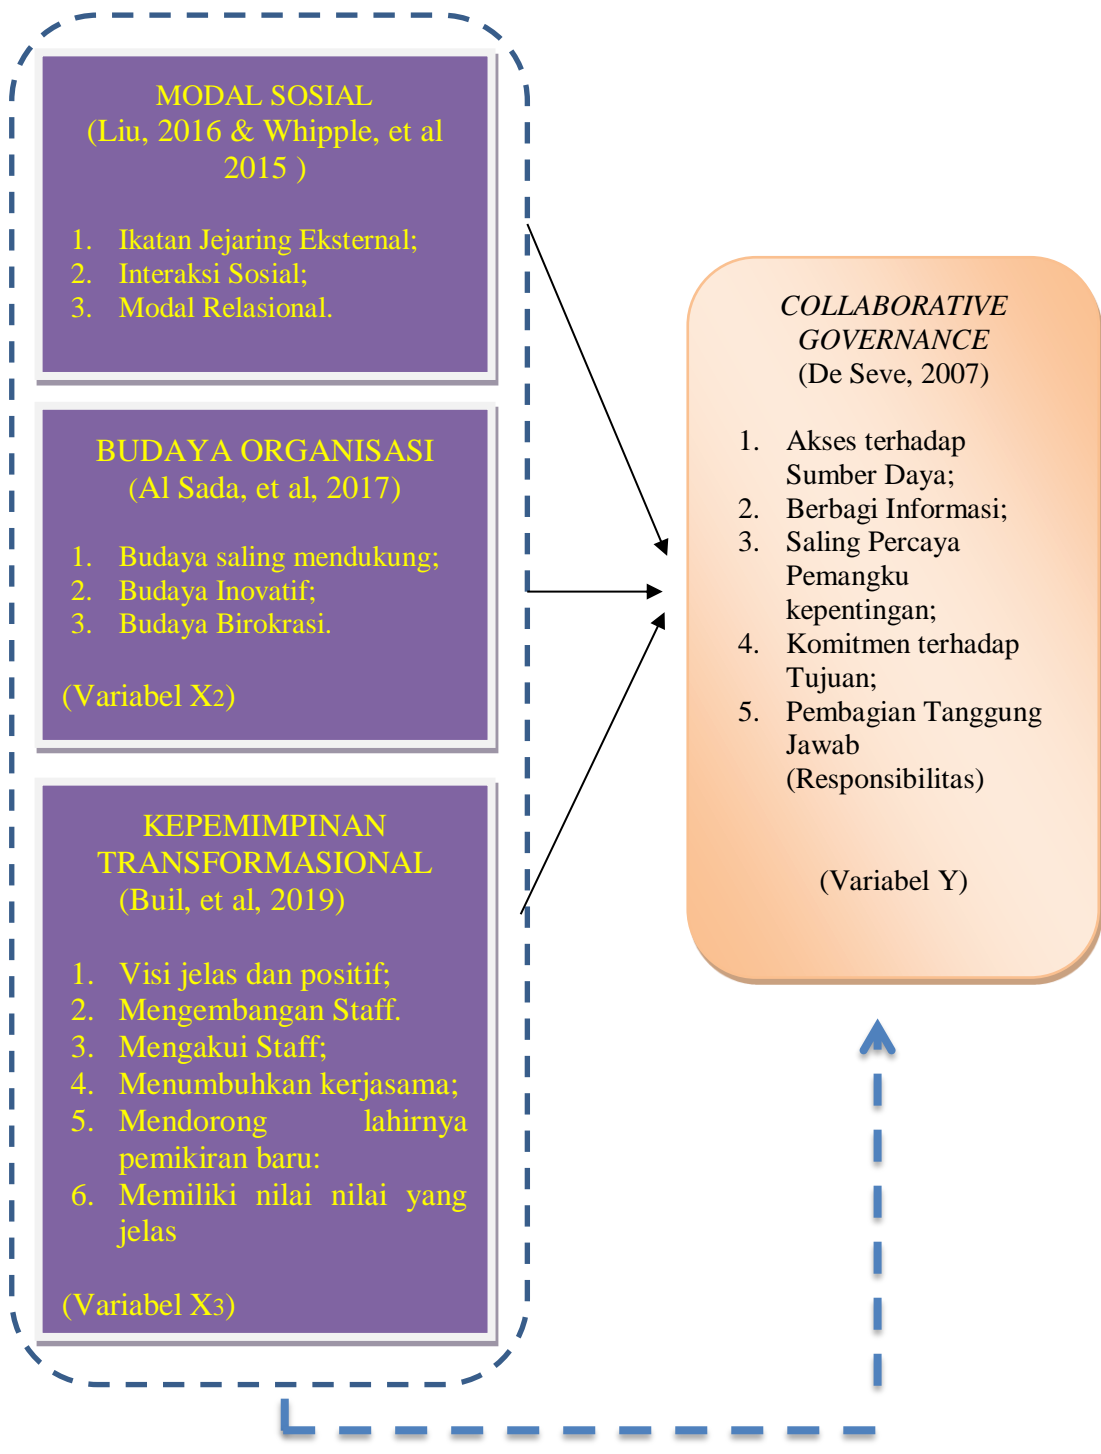 MODAL SOSIAL
(Liu, 2016 & Whipple, et al
2015 )
1. Ikatan Jejaring Eksternal;
2. Interaksi Sosial;
3. Modal Relasional.
BUDAYA ORGANISASI
(Al Sada, et al, 2017)
1. Budaya saling mendukung;
2. Budaya Inovatif;
3. Budaya Birokrasi.
(Variabel X2)
KEPEMIMPINAN
TRANSFORMASIONAL
(Buil, et al, 2019)
1. Visi jelas dan positif;
2. Mengembangan Staff.
3. Mengakui Staff;
4. Menumbuhkan kerjasama;
5. Mendorong lahirnya
pemikiran baru:
6. Memiliki nilai nilai yang
jelas
(Variabel X3)
COLLABORATIVE
GOVERNANCE
(De Seve, 2007)
1. Akses terhadap
Sumber Daya;
2. Berbagi Informasi;
3. Saling Percaya
Pemangku
kepentingan;
4. Komitmen terhadap
Tujuan;
5. Pembagian Tanggung
Jawab
(Responsibilitas)
(Variabel Y)